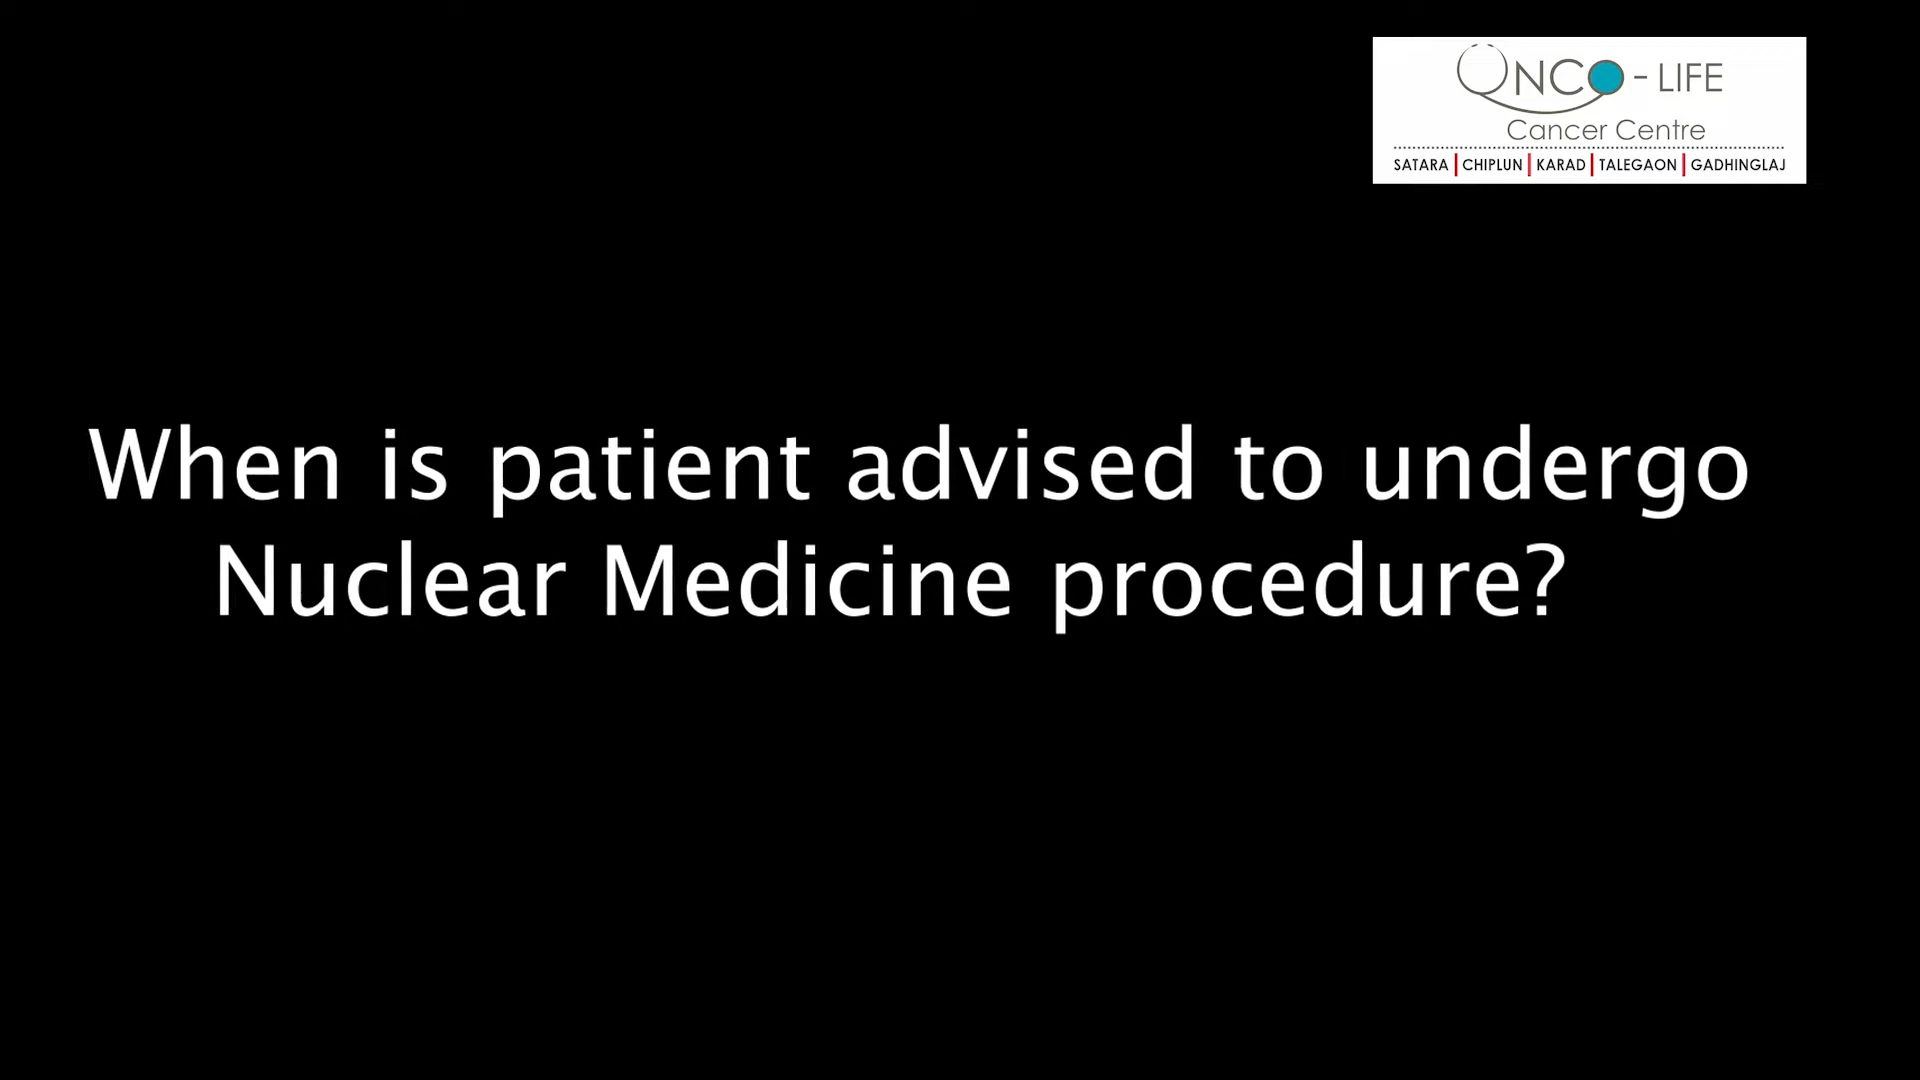 ONCO - LIFE
Cancer Centre
SATARA | CHIPLUN | KARAD | TALEGAON | GADHINGLAJ
When is patient advised to undergo
Nuclear Medicine procedure?